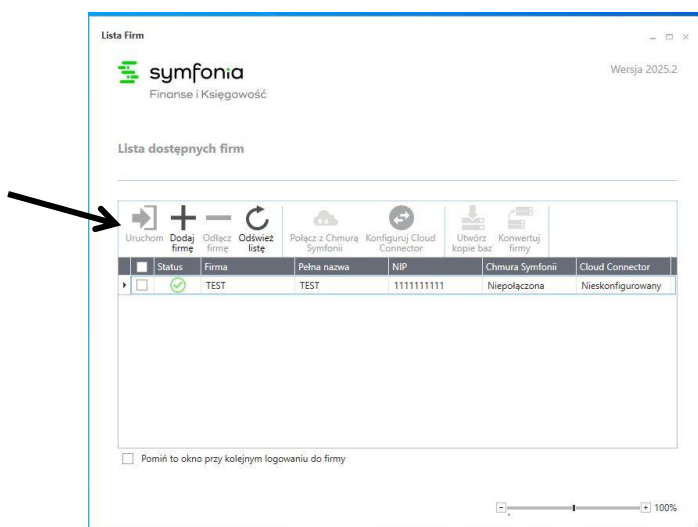 Lista Firm
symfonia
Wersja 2025.2
Finanse i Księgowość
Lista dostępnych firm
Uruchom Dodaj firmę Odłącz firmę Odśwież listę Połącz z Chmurą Symfonii Konfiguruj Cloud Connector Utwórz kopie baz Konwertuj firmy
Status Firma Pełna nazwa NIP Chmura Symfonii Cloud Connector
TEST TEST 1111111111 Niepołączona Nieskonfigurowany
Pomiń to okno przy kolejnym logowaniu do firmy
100%